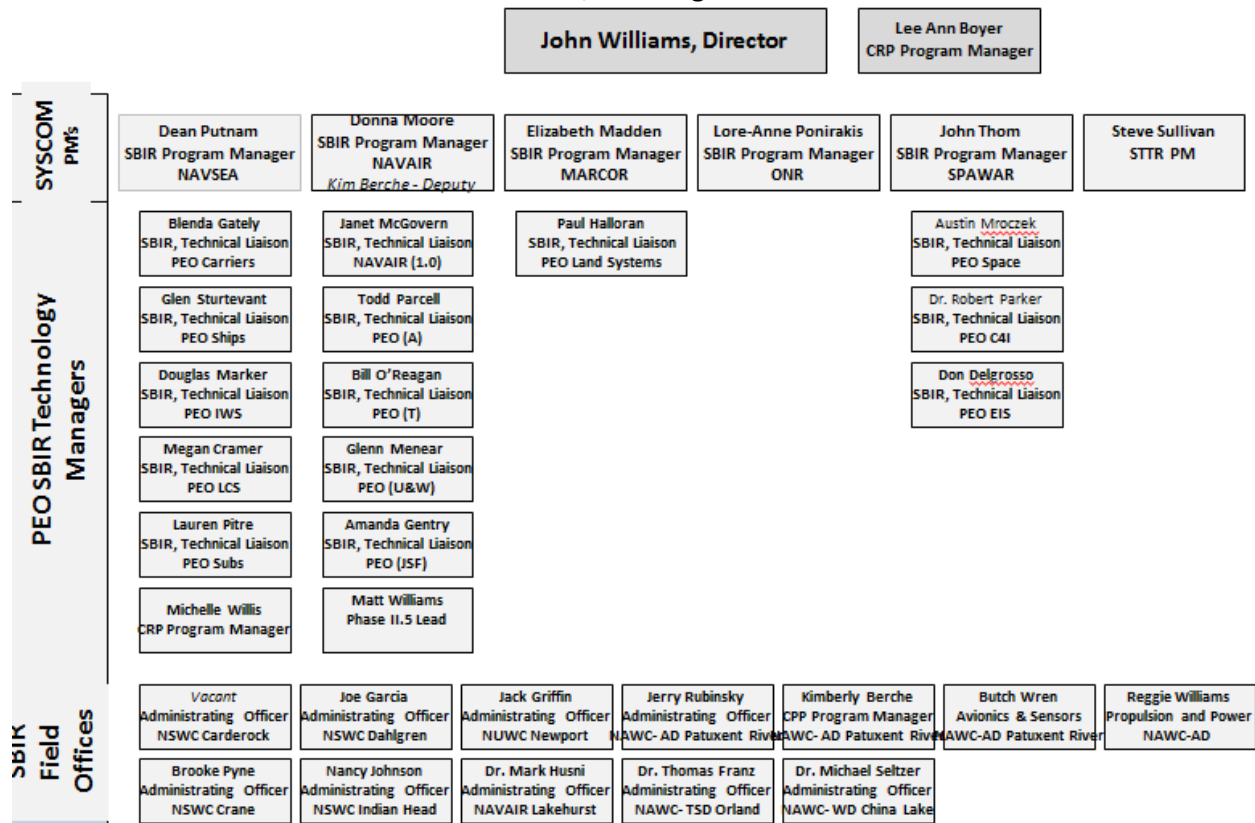 John Williams, Director
Lee Ann Boyer
CRP Program Manager
SYSCOM
PM's
Dean Putnam
SBIR Program Manager
NAVSEA
Donna Moore
SBIR Program Manager
NAVAIR
Kim Berche - Deputy
Elizabeth Madden
SBIR Program Manager
MARCOR
Lore-Anne Ponirakis
SBIR Program Manager
ONR
John Thom
SBIR Program Manager
SPAWAR
Steve Sullivan
STTR PM
PEO SBIR Technology
Managers
Blenda Gately
SBIR, Technical Liaison
PEO Carriers
Janet McGovern
SBIR, Technical Liaison
NAVAIR (1.0)
Paul Halloran
SBIR, Technical Liaison
PEO Land Systems
Austin Mroczek
SBIR, Technical Liaison
PEO Space
Glen Sturtevant
SBIR, Technical Liaison
PEO Ships
Todd Parcell
SBIR, Technical Liaison
PEO (A)
Dr. Robert Parker
SBIR, Technical Liaison
PEO C4I
Douglas Marker
SBIR, Technical Liaison
PEO IWS
Bill O'Reagan
SBIR, Technical Liaison
PEO (T)
Don Delgrosso
SBIR, Technical Liaison
PEO EIS
Megan Cramer
SBIR, Technical Liaison
PEO LCS
Glenn Menear
SBIR, Technical Liaison
PEO (U&W)
Lauren Pitre
SBIR, Technical Liaison
PEO Subs
Amanda Gentry
SBIR, Technical Liaison
PEO (JSF)
Michelle Willis
CRP Program Manager
Matt Williams
Phase II.5 Lead
SBIR
Field
Offices
Vacant
Administrating Officer
NSWC Carderock
Joe Garcia
Administrating Officer
NSWC Dahlgren
Jack Griffin
Administrating Officer
NUWC Newport
Jerry Rubinsky
Administrating Officer
NAWC- AD Patuxent River
Kimberly Berche
CPP Program Manager
NAWC- AD Patuxent River
Butch Wren
Avionics & Sensors
NAWC-AD Patuxent River
Reggie Williams
Propulsion and Power
NAWC-AD
Brooke Pyne
Administrating Officer
NSWC Crane
Nancy Johnson
Administrating Officer
NSWC Indian Head
Dr. Mark Husni
Administrating Officer
NAVAIR Lakehurst
Dr. Thomas Franz
Administrating Officer
NAWC- TSD Orland
Dr. Michael Seltzer
Administrating Officer
NAWC- WD China Lake